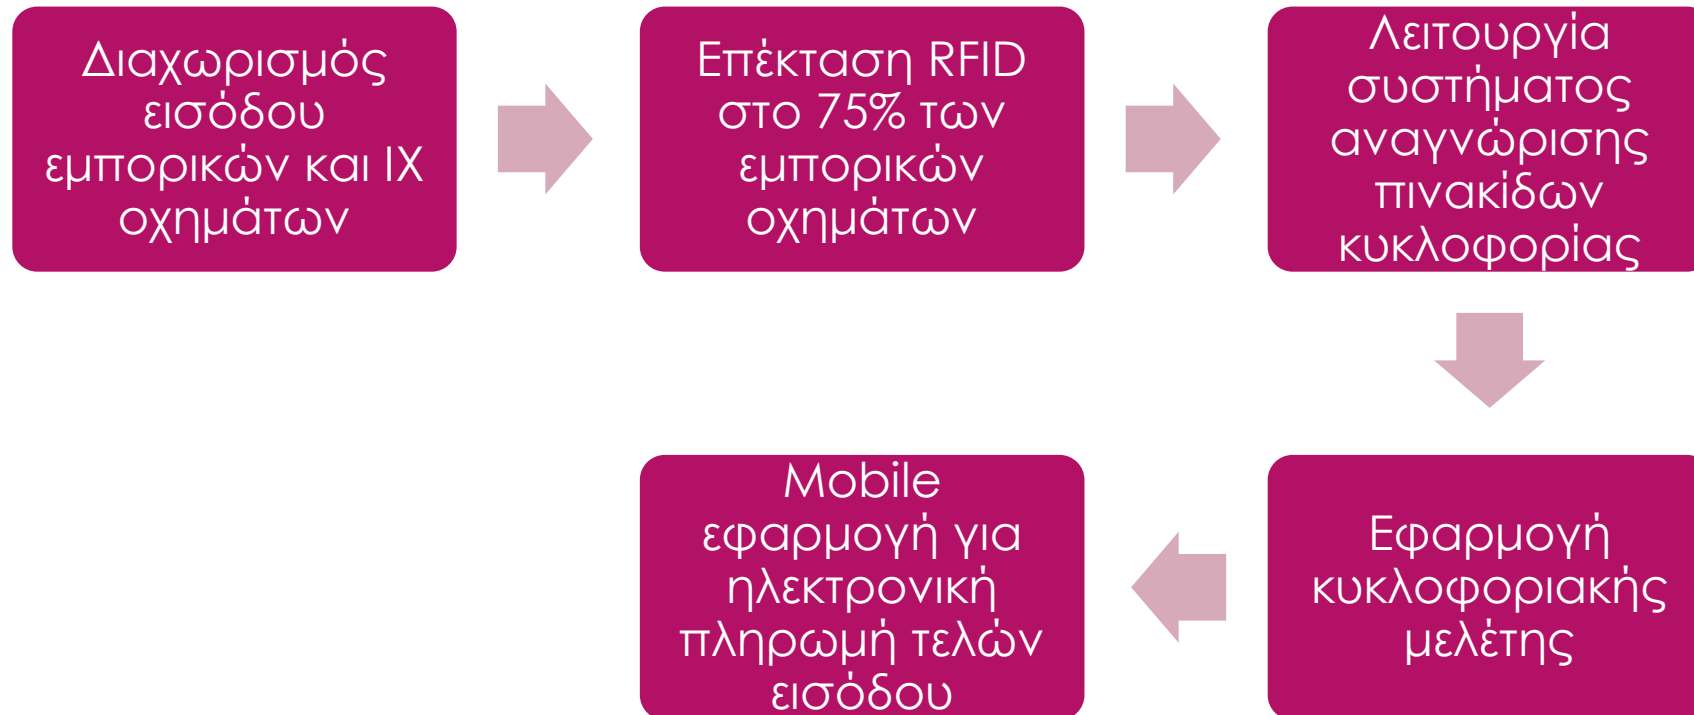 Διαχωρισμός
εισόδου
εμπορικών και ΙΧ
οχημάτων
Επέκταση RFID
στο 75% των
εμπορικών
οχημάτων
Λειτουργία
συστήματος
αναγνώρισης
πινακίδων
κυκλοφορίας
Εφαρμογή
κυκλοφοριακής
μελέτης
Mobile
εφαρμογή για
ηλεκτρονική
πληρωμή τελών
εισόδου